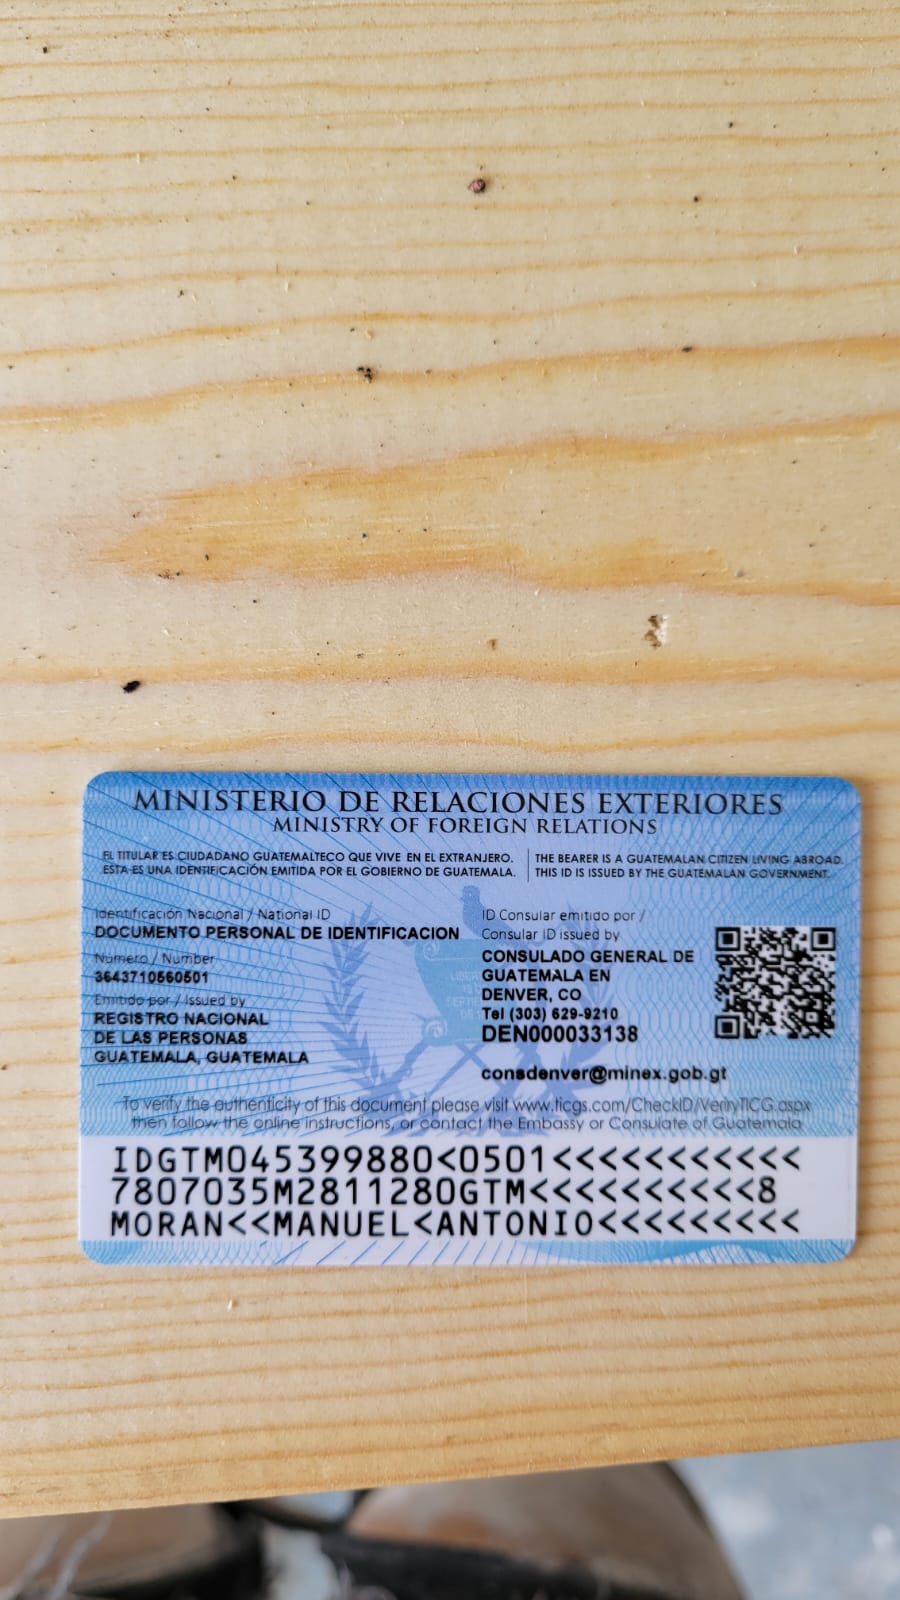 MINISTERIO DE RELACIONES EXTERIORES
MINISTRY OF FOREIGN RELATIONS
EL TITULAR ES CIUDADANO GUATEMALTECO QUE VIVE EN EL EXTRANJERO.
ESTA ES UNA IDENTIFICACIÓN EMITIDA POR EL GOBIERNO DE GUATEMALA.
THE BEARER IS A GUATEMALAN CITIZEN LIVING ABROAD.
THIS ID IS ISSUED BY THE GUATEMALAN GOVERNMENT.
Identificación Nacional / National ID
DOCUMENTO PERSONAL DE IDENTIFICACION
Número / Number
3643710560501
Emitido por / Issued by
REGISTRO NACIONAL
DE LAS PERSONAS
GUATEMALA, GUATEMALA
ID Consular emitido por /
Consular ID issued by
CONSULADO GENERAL DE
GUATEMALA EN
DENVER, CO
Tel (303) 629-9210
DEN000033138
consdenver@minex.gob.gt
To verify the authenticity of this document please visit www.ticgs.com/CheckID/VerifyTICG.aspx
then follow the online instructions, or contact the Embassy or Consulate of Guatemala
IDGTM045399880<0501<<<<<<<<<<<
7807035M2811280GTM<<<<<<<<<<<8
MORAN<<MANUEL<ANTONIO<<<<<<<<<